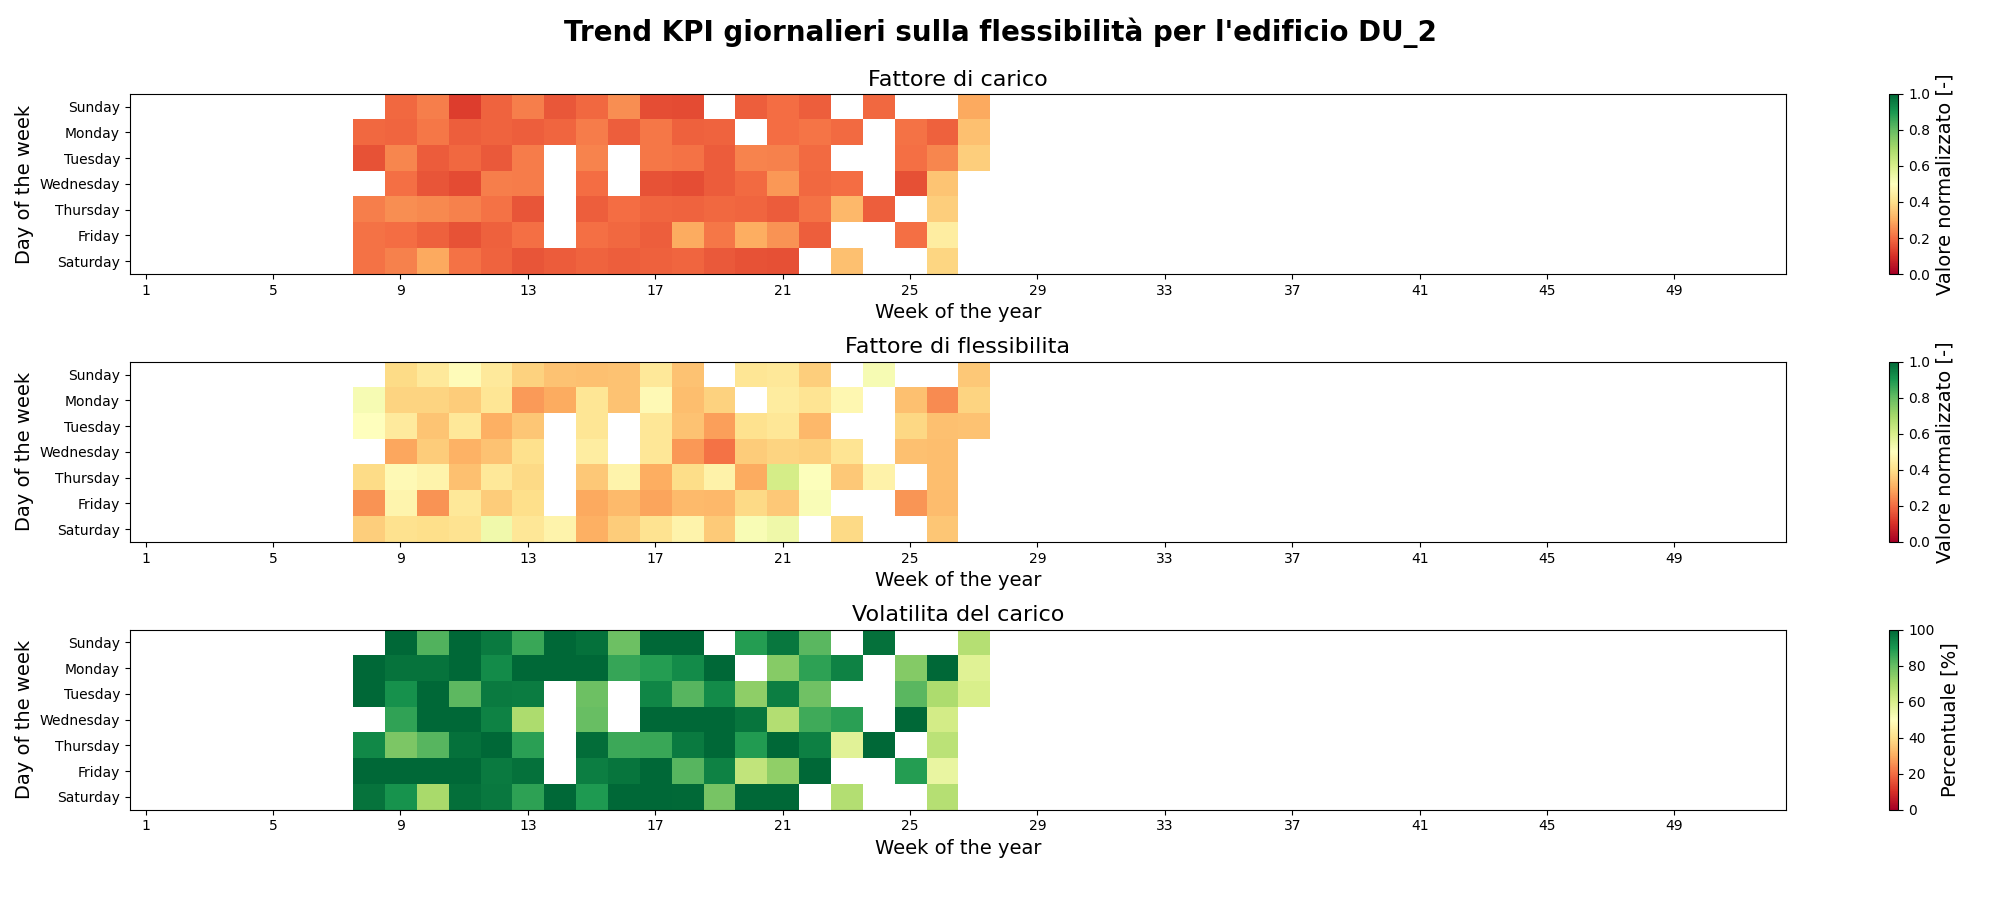 Trend KPI giornalieri sulla flessibilità per l'edificio DU_2
Fattore di carico
Day of the week
Sunday
Monday
Tuesday
Wednesday
Thursday
Friday
Saturday
1 5 9 13 17 21 25 29 33 37 41 45 49
Week of the year
1.0
0.8
0.6
0.4
0.2
0.0
Valore normalizzato [-]
Fattore di flessibilita
Day of the week
Sunday
Monday
Tuesday
Wednesday
Thursday
Friday
Saturday
1 5 9 13 17 21 25 29 33 37 41 45 49
Week of the year
1.0
0.8
0.6
0.4
0.2
0.0
Valore normalizzato [-]
Volatilita del carico
Day of the week
Sunday
Monday
Tuesday
Wednesday
Thursday
Friday
Saturday
1 5 9 13 17 21 25 29 33 37 41 45 49
Week of the year
100
80
60
40
20
0
Percentuale [%]